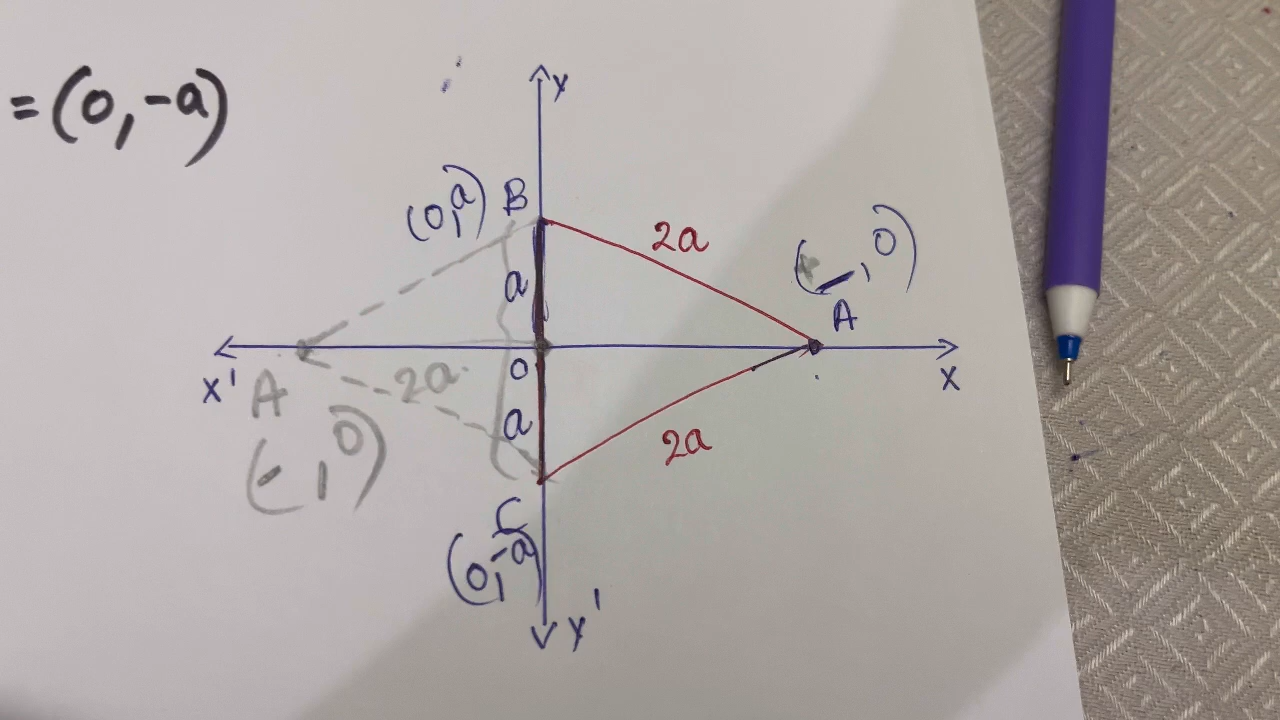 = (0, -a)
Y
(0, a) B
2a
( , 0)
a
A
X'
O
X
A
2a
a
2a
(- , 0)
C
(0, -a)
Y'